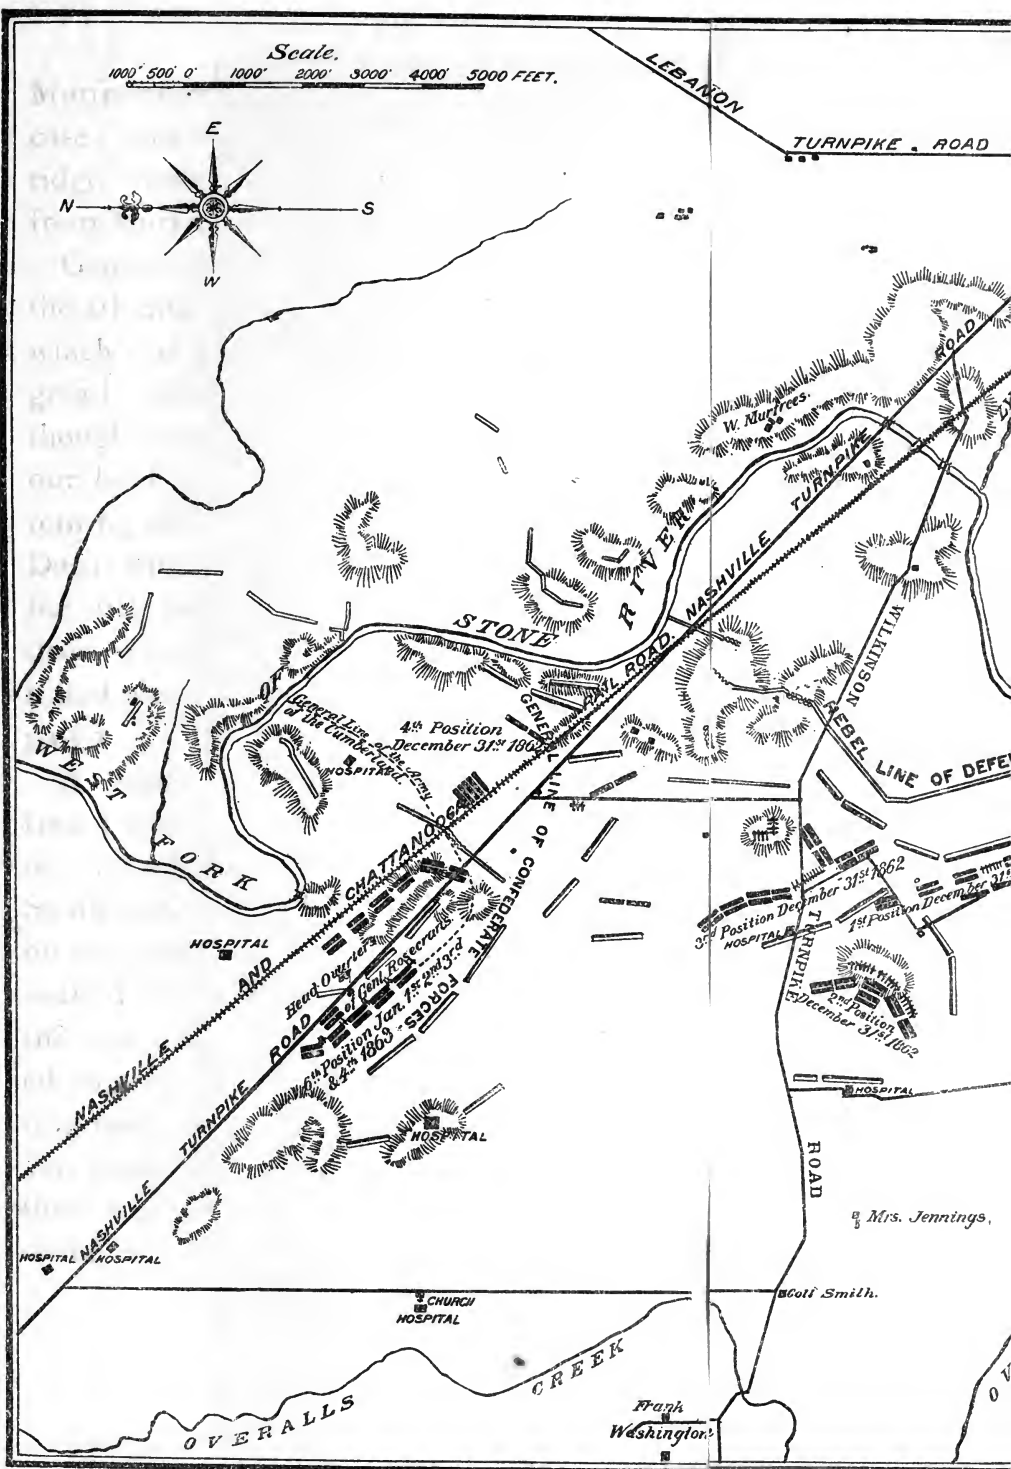 Scale.
1000' 500' 0' 1000' 2000' 3000' 4000' 5000 FEET.
E
N
S
W
LEBANON
TURNPIKE . ROAD
ROAD
W. Murfrees.
TURNPIKE
NASHVILLE
RAIL ROAD.
STONE
RIVER
OF
WEST
FORK
WILKINSON
TURNPIKE
ROAD
REBEL LINE OF DEFE
General Line of the Army
of the Cumberland.
HOSPITAL
4th Position
December 31st 1862
GENERAL LINE OF CONFEDERATE
FORCES
CHATTANOOGA
AND
NASHVILLE
3rd Position December 31st 1862
HOSPITAL
1st Position December 31st
2nd Position
December 31st 1862
HOSPITAL
HOSPITAL
Head Quarters
of Genl. Rosecrans
Position Jan. 1st 2nd 3rd
& 4th 1863
ROAD
TURNPIKE
NASHVILLE
HOSPITAL
HOSPITAL
HOSPITAL
Mrs. Jennings,
Smith.
CHURCH
HOSPITAL
OVERALLS
CREEK
Frank
Washington
OV